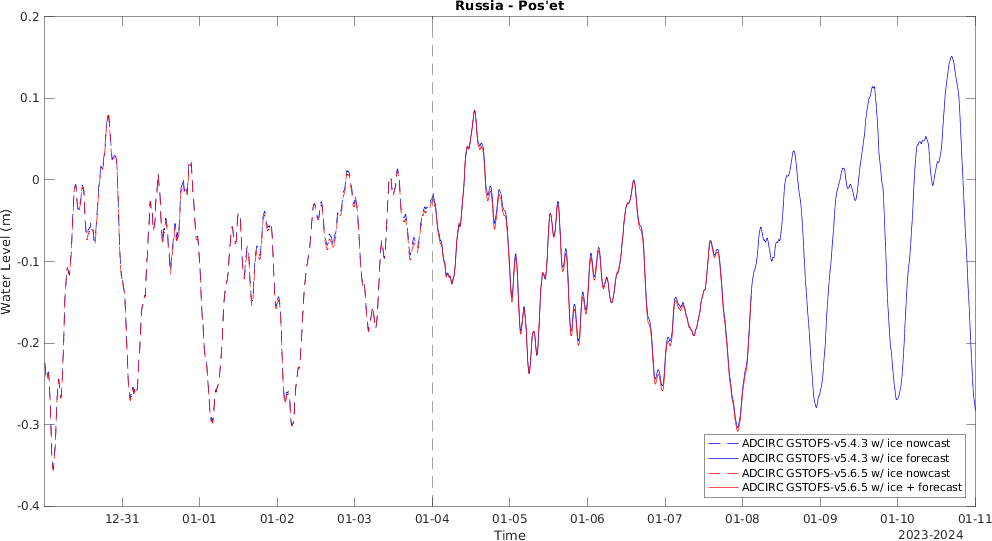 Russia - Pos'et
0.2
0.1
0
-0.1
-0.2
-0.3
-0.4
Water Level (m)
ADCIRC GSTOFS-v5.4.3 w/ ice nowcast
ADCIRC GSTOFS-v5.4.3 w/ ice forecast
ADCIRC GSTOFS-v5.6.5 w/ ice nowcast
ADCIRC GSTOFS-v5.6.5 w/ ice + forecast
12-31 01-01 01-02 01-03 01-04 01-05 01-06 01-07 01-08 01-09 01-10 01-11
Time
2023-2024